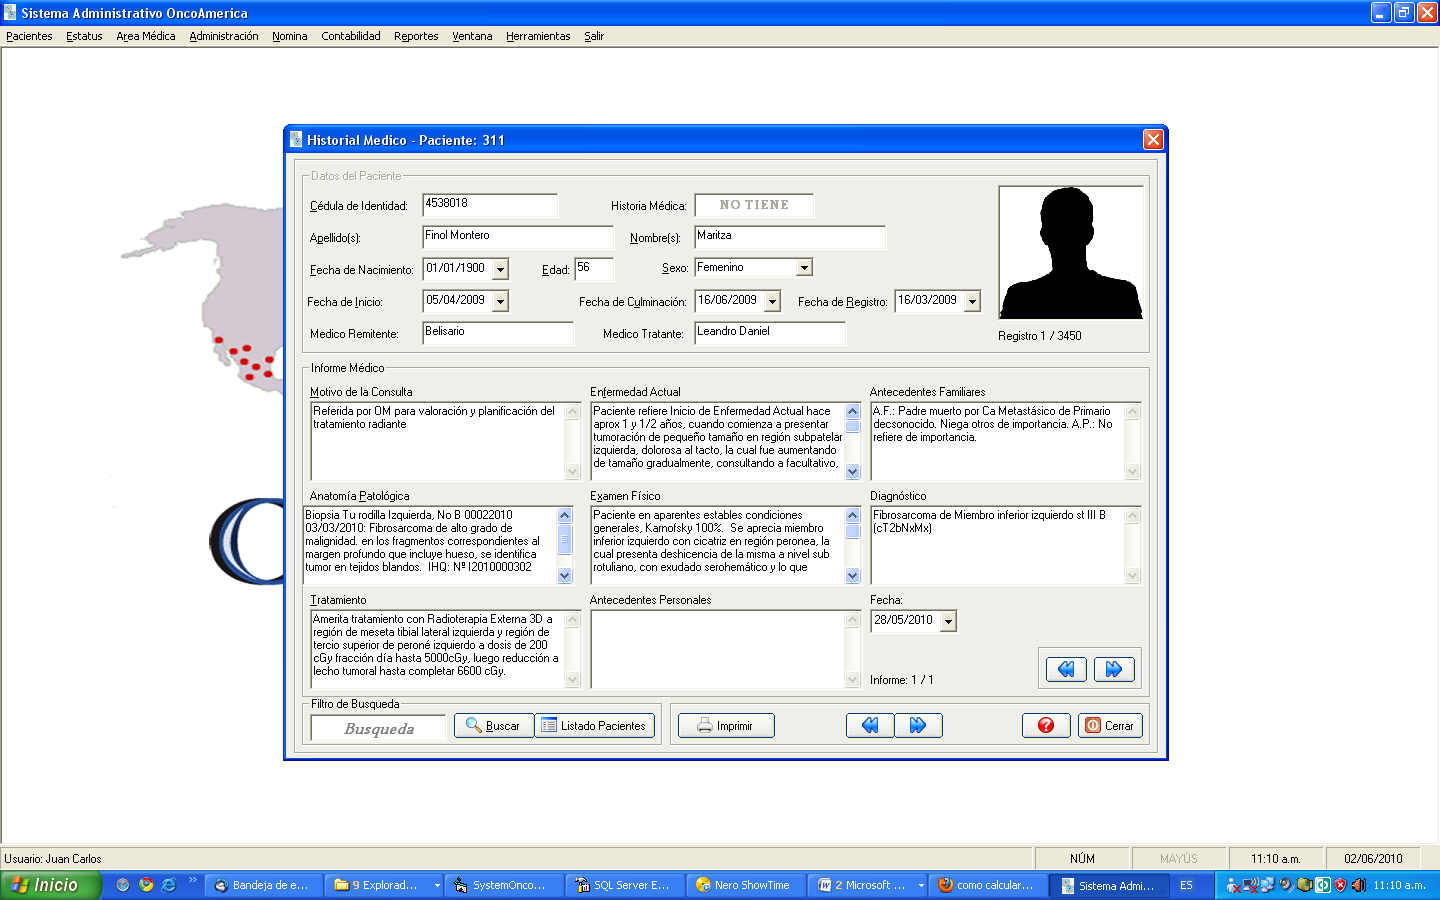 Sistema Administrativo OncoAmerica
Pacientes Estatus Area Médica Administración Nomina Contabilidad Reportes Ventana Herramientas Salir
Historial Medico - Paciente: 311
Datos del Paciente
Cédula de Identidad: 4538018 Historia Médica: NO TIENE
Apellido(s): Finol Montero Nombre(s): Maritza
Fecha de Nacimiento: 01/01/1900 Edad: 56 Sexo: Femenino
Fecha de Inicio: 05/04/2009 Fecha de Culminación: 16/06/2009 Fecha de Registro: 16/03/2009
Medico Remitente: Belisario Medico Tratante: Leandro Daniel
Registro 1 / 3450
Informe Médico
Motivo de la Consulta
Referida por OM para valoración y planificación del
tratamiento radiante
Enfermedad Actual
Paciente refiere Inicio de Enfermedad Actual hace
aprox 1 y 1/2 años, cuando comienza a presentar
tumoración de pequeño tamaño en región subpatelar
izquierda, dolorosa al tacto, la cual fue aumentando
de tamaño gradualmente, consultando a facultativo,
Antecedentes Familiares
A.F.: Padre muerto por Ca Metastásico de Primario
decsonocido. Niega otros de importancia. A.P.: No
refiere de importancia.
Anatomía Patológica
Biopsia Tu rodilla Izquierda, No B 00022010
03/03/2010: Fibrosarcoma de alto grado de
malignidad. en los fragmentos correspondientes al
margen profundo que incluye hueso, se identifica
tumor en tejidos blandos. IHQ: Nº I2010000302
Examen Físico
Paciente en aparentes estables condiciones
generales, Karnofsky 100%. Se aprecia miembro
inferior izquierdo con cicatriz en región peronea, la
cual presenta deshicencia de la misma a nivel sub
rotuliano, con exudado serohemático y lo que
Diagnóstico
Fibrosarcoma de Miembro inferior izquierdo st III B
(cT2bNxMx)
Tratamiento
Amerita tratamiento con Radioterapia Externa 3D a
región de meseta tibial lateral izquierda y región de
tercio superior de peroné izquierdo a dosis de 200
cGy fracción día hasta 5000cGy, luego reducción a
lecho tumoral hasta completar 6600 cGy.
Antecedentes Personales
Fecha:
28/05/2010
Informe: 1 / 1
Filtro de Busqueda
Busqueda Buscar Listado Pacientes Imprimir Cerrar
Usuario: Juan Carlos NÚM MAYÚS 11:10 a.m. 02/06/2010
Inicio Bandeja de e... 9 Explorad... SystemOnco... SQL Server E... Nero ShowTime 2 Microsoft ... como calcular... Sistema Admi... ES 11:10 a.m.